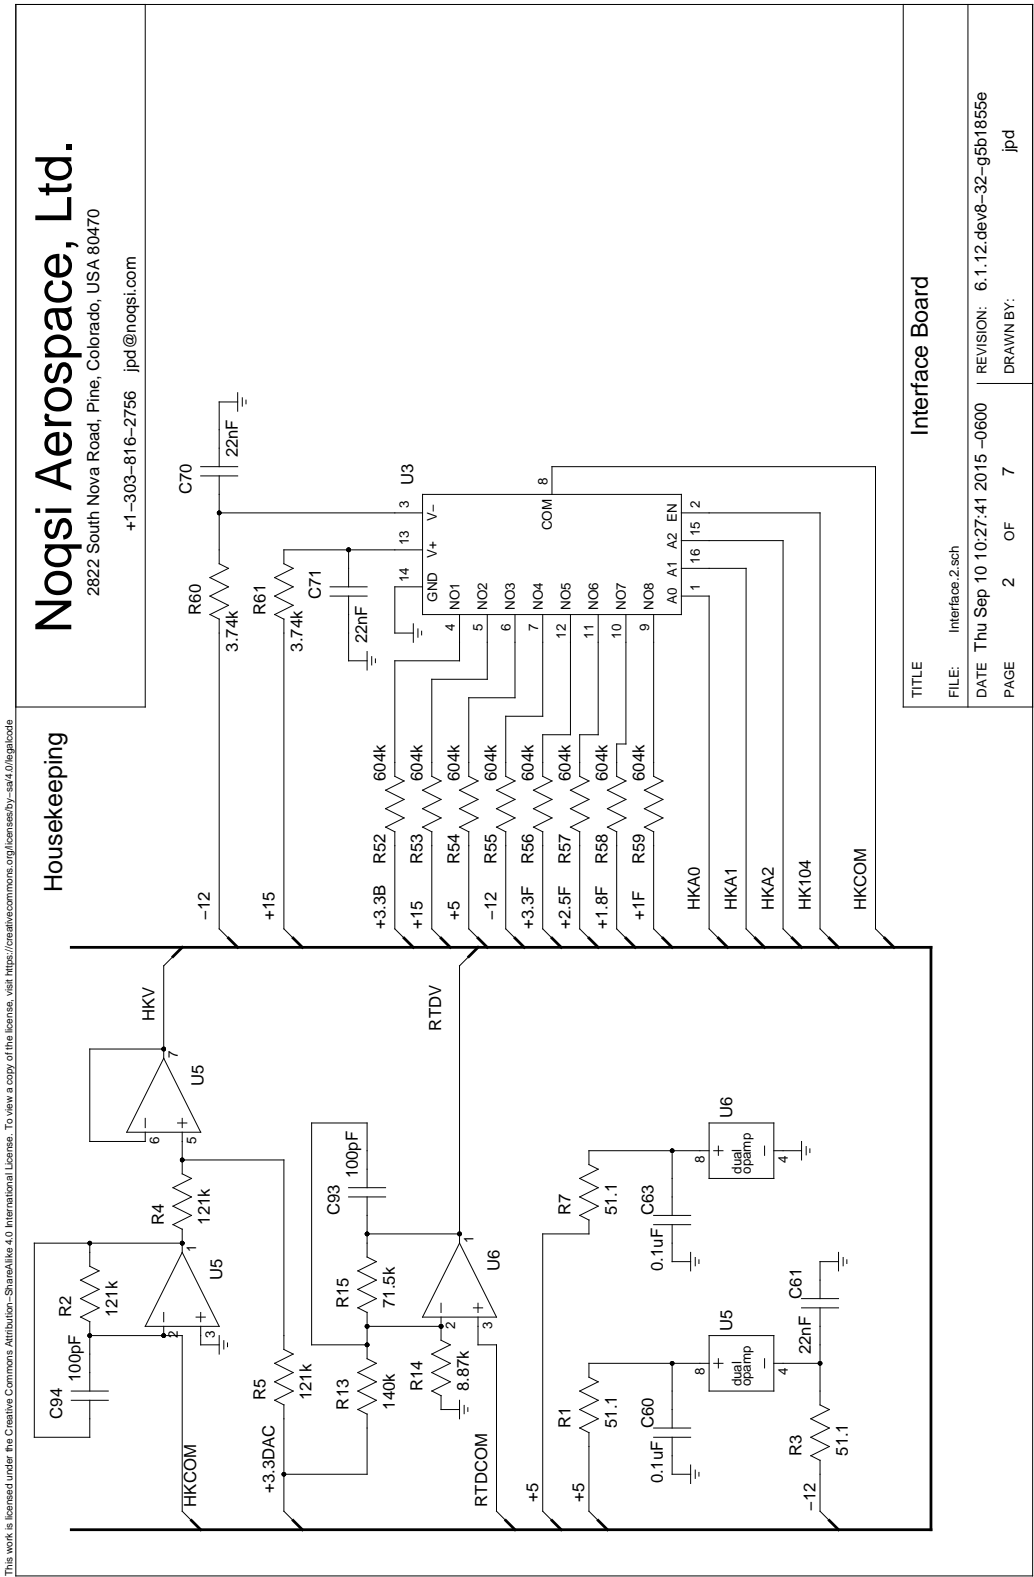 This work is licensed under the Creative Commons Attribution−ShareAlike 4.0 International License. To view a copy of the license, visit https://creativecommons.org/licenses/by−sa/4.0/legalcode
Noqsi Aerospace, Ltd.
2822 South Nova Road, Pine, Colorado, USA 80470
+1−303−816−2756 jpd@noqsi.com
Housekeeping
C94
100pF
R2
121k
2
3
1
U5
R4
121k
6
5
7
U5
HKV
HKCOM
+3.3DAC
R5
121k
R13
140k
R15
71.5k
C93
100pF
R14
8.87k
2
3
1
U6
RTDV
RTDCOM
+5
R7
51.1
C63
0.1uF
8
+
dual
opamp
−
4
U6
+5
R1
51.1
C60
0.1uF
8
+
dual
opamp
−
4
U5
C61
22nF
R3
51.1
−12
−12
R60
3.74k
C70
22nF
+15
R61
3.74k
C71
22nF
U3
14
GND
13
V+
3
V−
COM
8
+3.3B
R52
604k
4
NO1
+15
R53
604k
5
NO2
+5
R54
604k
6
NO3
−12
R55
604k
7
NO4
+3.3F
R56
604k
12
NO5
+2.5F
R57
604k
11
NO6
+1.8F
R58
604k
10
NO7
+1F
R59
604k
9
NO8
A0
A1
A2
EN
1
16
15
2
HKA0
HKA1
HKA2
HK104
HKCOM
TITLE
Interface Board
FILE: Interface.2.sch
DATE Thu Sep 10 10:27:41 2015 −0600
REVISION: 6.1.12.dev8−32−g5b1855e
PAGE 2 OF 7
DRAWN BY: jpd